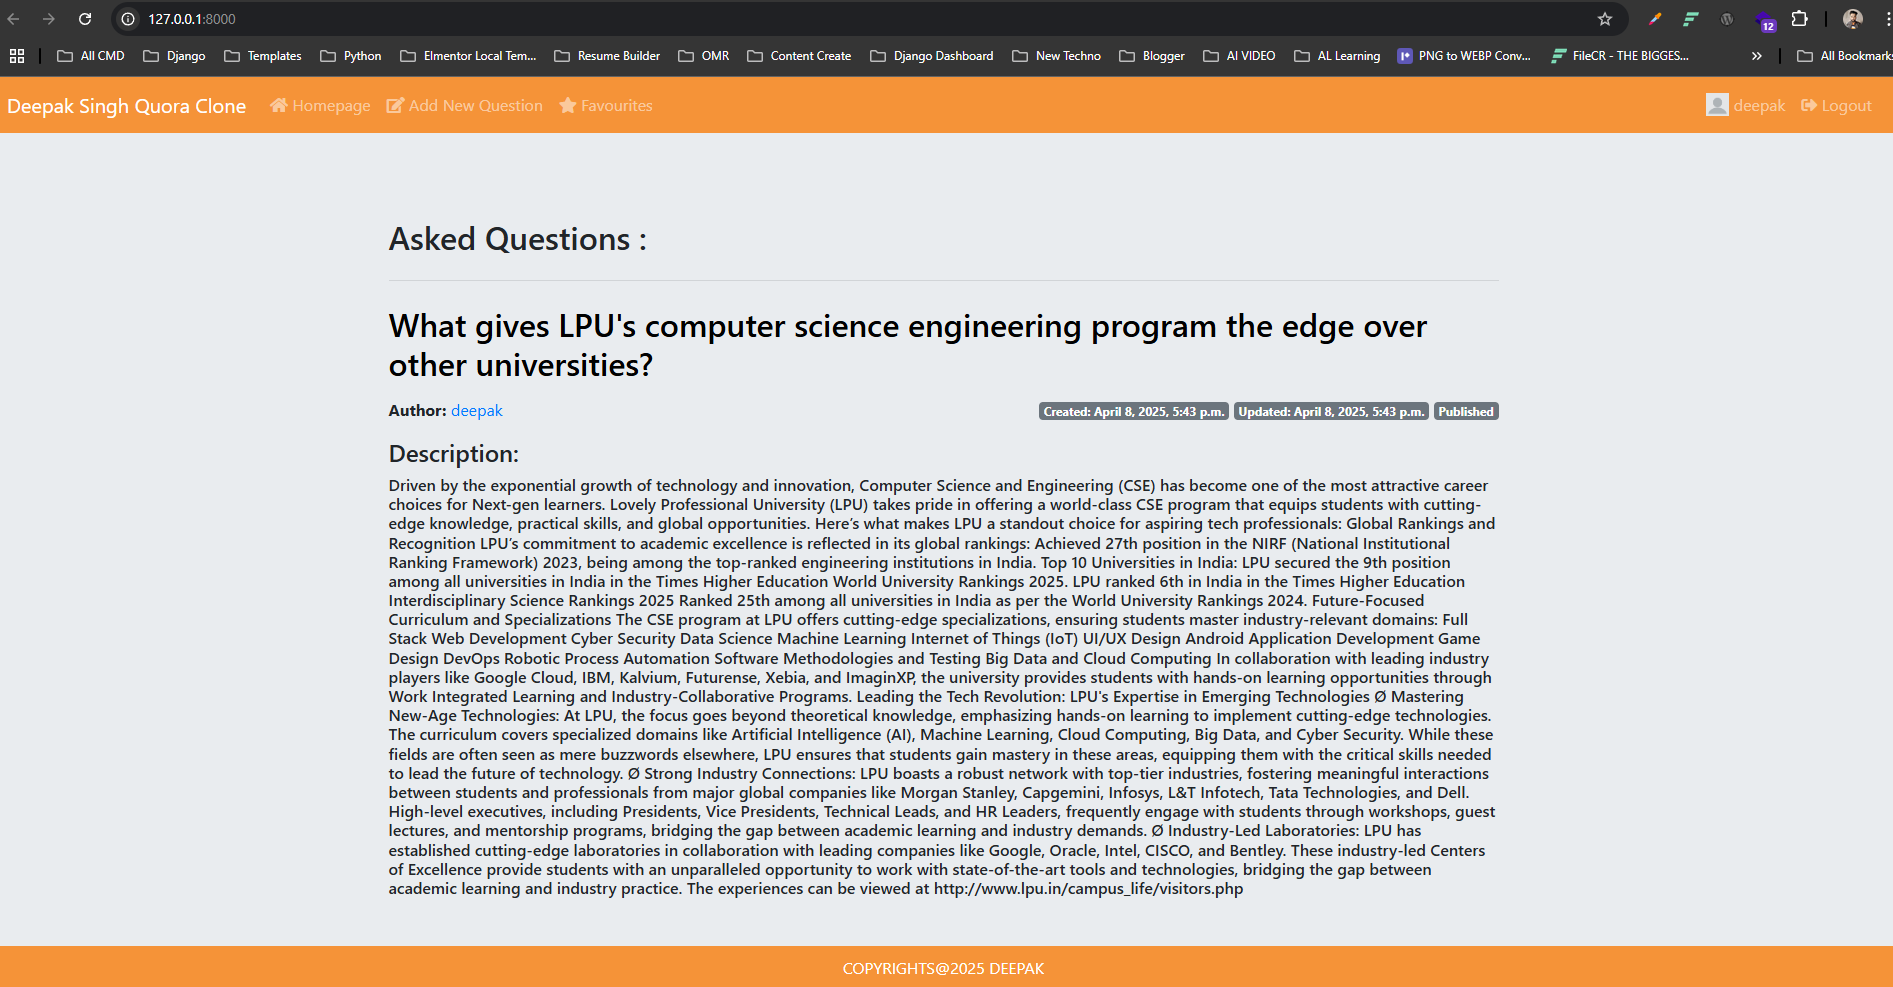 127.0.0.1:8000
12
All CMD Django Templates Python Elmentor Local Tem... Resume Builder OMR Content Create Django Dashboard New Techno Blogger AI VIDEO AL Learning PNG to WEBP Conv... FileCR - THE BIGGES... » All Bookmarks
Deepak Singh Quora Clone Homepage Add New Question Favourites deepak Logout
Asked Questions :
What gives LPU's computer science engineering program the edge over
other universities?
Author: deepak Created: April 8, 2025, 5:43 p.m. Updated: April 8, 2025, 5:43 p.m. Published
Description:
Driven by the exponential growth of technology and innovation, Computer Science and Engineering (CSE) has become one of the most attractive career
choices for Next-gen learners. Lovely Professional University (LPU) takes pride in offering a world-class CSE program that equips students with cutting-
edge knowledge, practical skills, and global opportunities. Here’s what makes LPU a standout choice for aspiring tech professionals: Global Rankings and
Recognition LPU’s commitment to academic excellence is reflected in its global rankings: Achieved 27th position in the NIRF (National Institutional
Ranking Framework) 2023, being among the top-ranked engineering institutions in India. Top 10 Universities in India: LPU secured the 9th position
among all universities in India in the Times Higher Education World University Rankings 2025. LPU ranked 6th in India in the Times Higher Education
Interdisciplinary Science Rankings 2025 Ranked 25th among all universities in India as per the World University Rankings 2024. Future-Focused
Curriculum and Specializations The CSE program at LPU offers cutting-edge specializations, ensuring students master industry-relevant domains: Full
Stack Web Development Cyber Security Data Science Machine Learning Internet of Things (IoT) UI/UX Design Android Application Development Game
Design DevOps Robotic Process Automation Software Methodologies and Testing Big Data and Cloud Computing In collaboration with leading industry
players like Google Cloud, IBM, Kalvium, Futurense, Xebia, and ImaginXP, the university provides students with hands-on learning opportunities through
Work Integrated Learning and Industry-Collaborative Programs. Leading the Tech Revolution: LPU's Expertise in Emerging Technologies Ø Mastering
New-Age Technologies: At LPU, the focus goes beyond theoretical knowledge, emphasizing hands-on learning to implement cutting-edge technologies.
The curriculum covers specialized domains like Artificial Intelligence (AI), Machine Learning, Cloud Computing, Big Data, and Cyber Security. While these
fields are often seen as mere buzzwords elsewhere, LPU ensures that students gain mastery in these areas, equipping them with the critical skills needed
to lead the future of technology. Ø Strong Industry Connections: LPU boasts a robust network with top-tier industries, fostering meaningful interactions
between students and professionals from major global companies like Morgan Stanley, Capgemini, Infosys, L&T Infotech, Tata Technologies, and Dell.
High-level executives, including Presidents, Vice Presidents, Technical Leads, and HR Leaders, frequently engage with students through workshops, guest
lectures, and mentorship programs, bridging the gap between academic learning and industry demands. Ø Industry-Led Laboratories: LPU has
established cutting-edge laboratories in collaboration with leading companies like Google, Oracle, Intel, CISCO, and Bentley. These industry-led Centers
of Excellence provide students with an unparalleled opportunity to work with state-of-the-art tools and technologies, bridging the gap between
academic learning and industry practice. The experiences can be viewed at http://www.lpu.in/campus_life/visitors.php
COPYRIGHTS@2025 DEEPAK